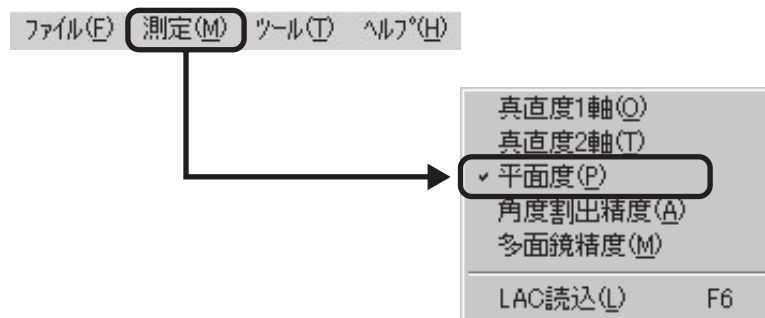 ﾌｧｲﾙ(F) 測定(M) ﾂｰﾙ(T) ﾍﾙﾌﾟ(H)
真直度1軸(O)
真直度2軸(T)
平面度(P)
角度割出精度(A)
多面鏡精度(M)
LAC読込(L) F6